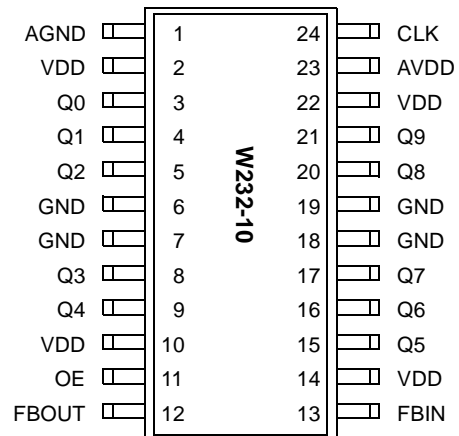 AGND 1 24 CLK
VDD 2 23 AVDD
Q0 3 22 VDD
Q1 4 21 Q9
Q2 5 20 Q8
GND 6 19 GND
GND 7 18 GND
Q3 8 17 Q7
Q4 9 16 Q6
VDD 10 15 Q5
OE 11 14 VDD
FBOUT 12 13 FBIN
W232-10